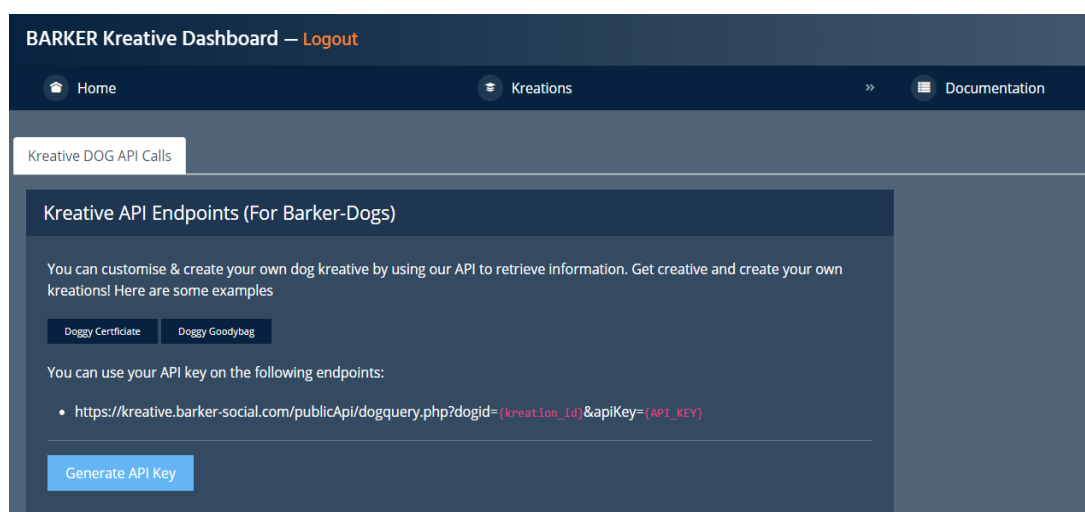 BARKER Kreative Dashboard — Logout
Home
Kreations
»
Documentation
Kreative DOG API Calls
Kreative API Endpoints (For Barker-Dogs)
You can customise & create your own dog kreative by using our API to retrieve information. Get creative and create your own
kreations! Here are some examples
Doggy Certficiate
Doggy Goodybag
You can use your API key on the following endpoints:
• https://kreative.barker-social.com/publicApi/dogquery.php?dogid={kreation_id}&apiKey={API_KEY}
Generate API Key